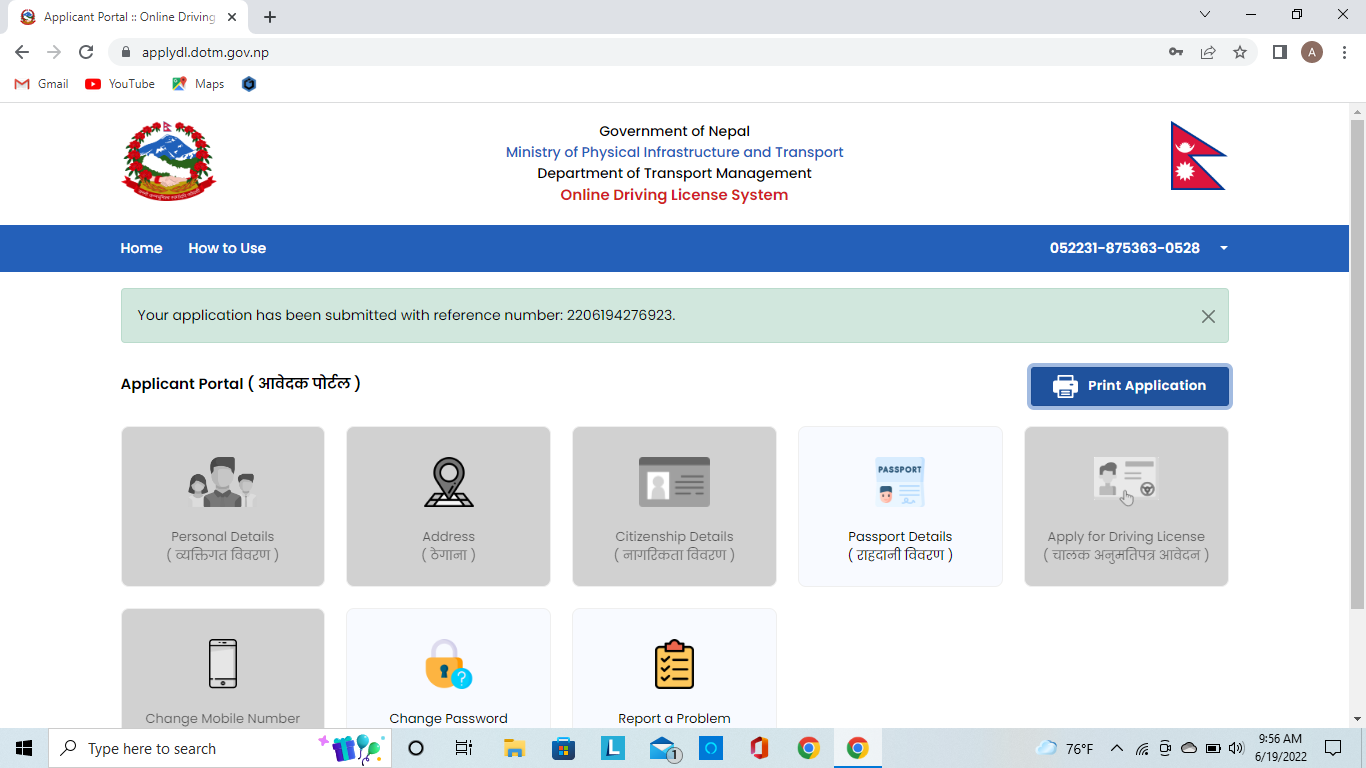 Applicant Portal :: Online Driving
applydl.dotm.gov.np
A
Gmail
YouTube
Maps
Government of Nepal
Ministry of Physical Infrastructure and Transport
Department of Transport Management
Online Driving License System
Home
How to Use
052231-875363-0528
Your application has been submitted with reference number: 2206194276923.
Applicant Portal ( आवेदक पोर्टल )
Print Application
Personal Details
( व्यक्तिगत विवरण )
Address
( ठेगाना )
Citizenship Details
( नागरिकता विवरण )
PASSPORT
Passport Details
( राहदानी विवरण )
Apply for Driving License
( चालक अनुमतिपत्र आवेदन )
Change Mobile Number
?
Change Password
Report a Problem
Type here to search
L
1
76°F
9:56 AM
6/19/2022